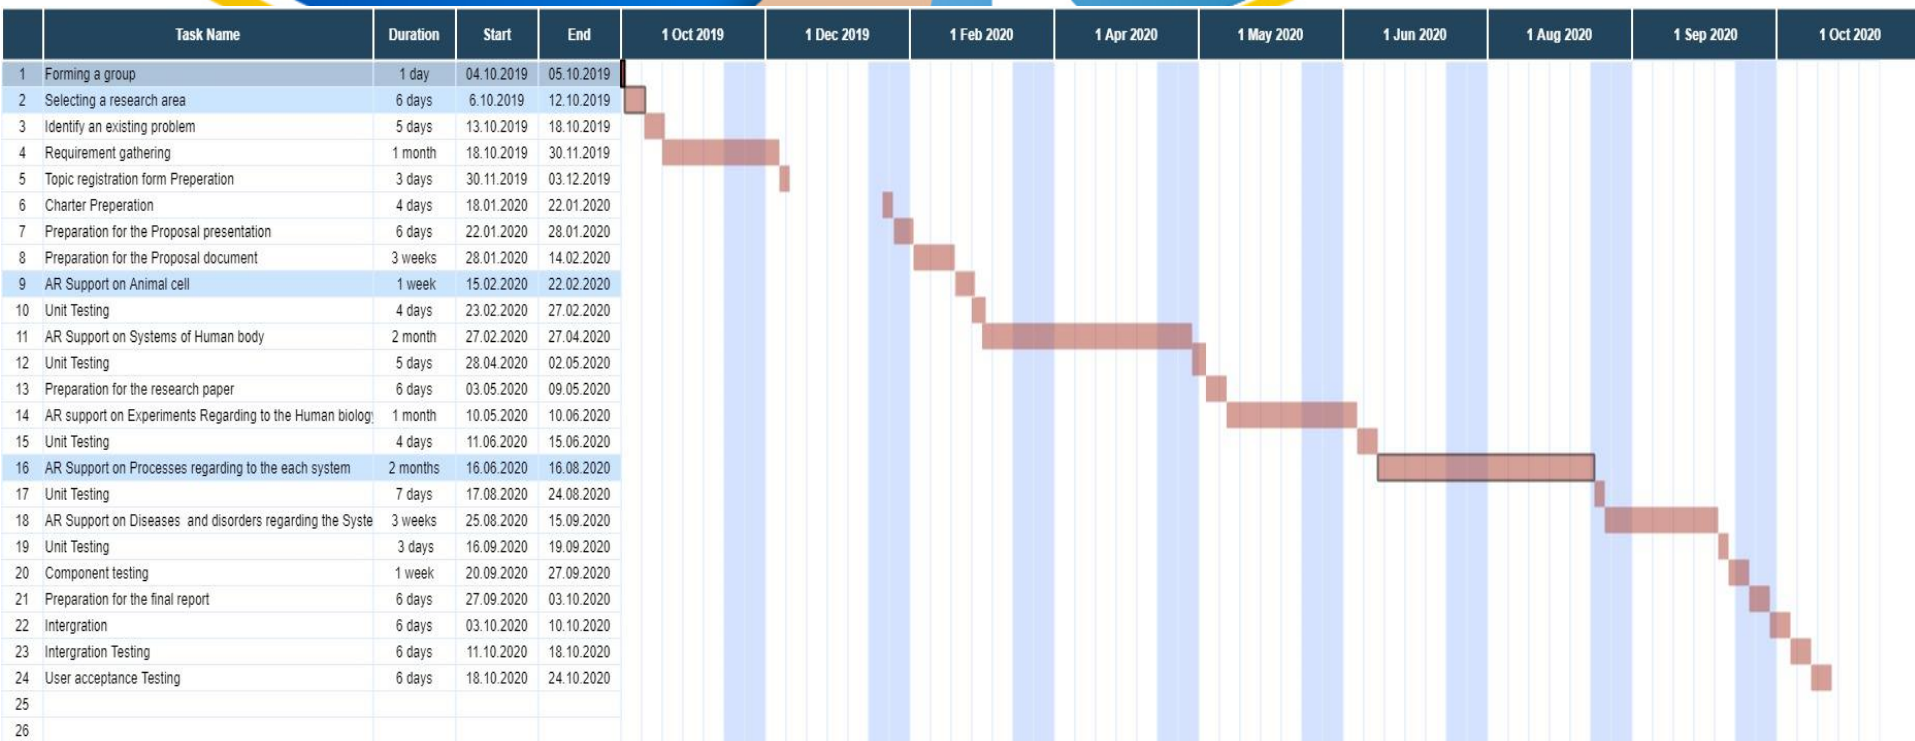 Task Name Duration Start End 1 Oct 2019 1 Dec 2019 1 Feb 2020 1 Apr 2020 1 May 2020 1 Jun 2020 1 Aug 2020 1 Sep 2020 1 Oct 2020
1 Forming a group 1 day 04.10.2019 05.10.2019
2 Selecting a research area 6 days 6.10.2019 12.10.2019
3 Identify an existing problem 5 days 13.10.2019 18.10.2019
4 Requirement gathering 1 month 18.10.2019 30.11.2019
5 Topic registration form Preperation 3 days 30.11.2019 03.12.2019
6 Charter Preperation 4 days 18.01.2020 22.01.2020
7 Preparation for the Proposal presentation 6 days 22.01.2020 28.01.2020
8 Preparation for the Proposal document 3 weeks 28.01.2020 14.02.2020
9 AR Support on Animal cell 1 week 15.02.2020 22.02.2020
10 Unit Testing 4 days 23.02.2020 27.02.2020
11 AR Support on Systems of Human body 2 month 27.02.2020 27.04.2020
12 Unit Testing 5 days 28.04.2020 02.05.2020
13 Preparation for the research paper 6 days 03.05.2020 09.05.2020
14 AR support on Experiments Regarding to the Human biology 1 month 10.05.2020 10.06.2020
15 Unit Testing 4 days 11.06.2020 15.06.2020
16 AR Support on Processes regarding to the each system 2 months 16.06.2020 16.08.2020
17 Unit Testing 7 days 17.08.2020 24.08.2020
18 AR Support on Diseases and disorders regarding the Syste 3 weeks 25.08.2020 15.09.2020
19 Unit Testing 3 days 16.09.2020 19.09.2020
20 Component testing 1 week 20.09.2020 27.09.2020
21 Preparation for the final report 6 days 27.09.2020 03.10.2020
22 Intergration 6 days 03.10.2020 10.10.2020
23 Intergration Testing 6 days 11.10.2020 18.10.2020
24 User acceptance Testing 6 days 18.10.2020 24.10.2020
25
26